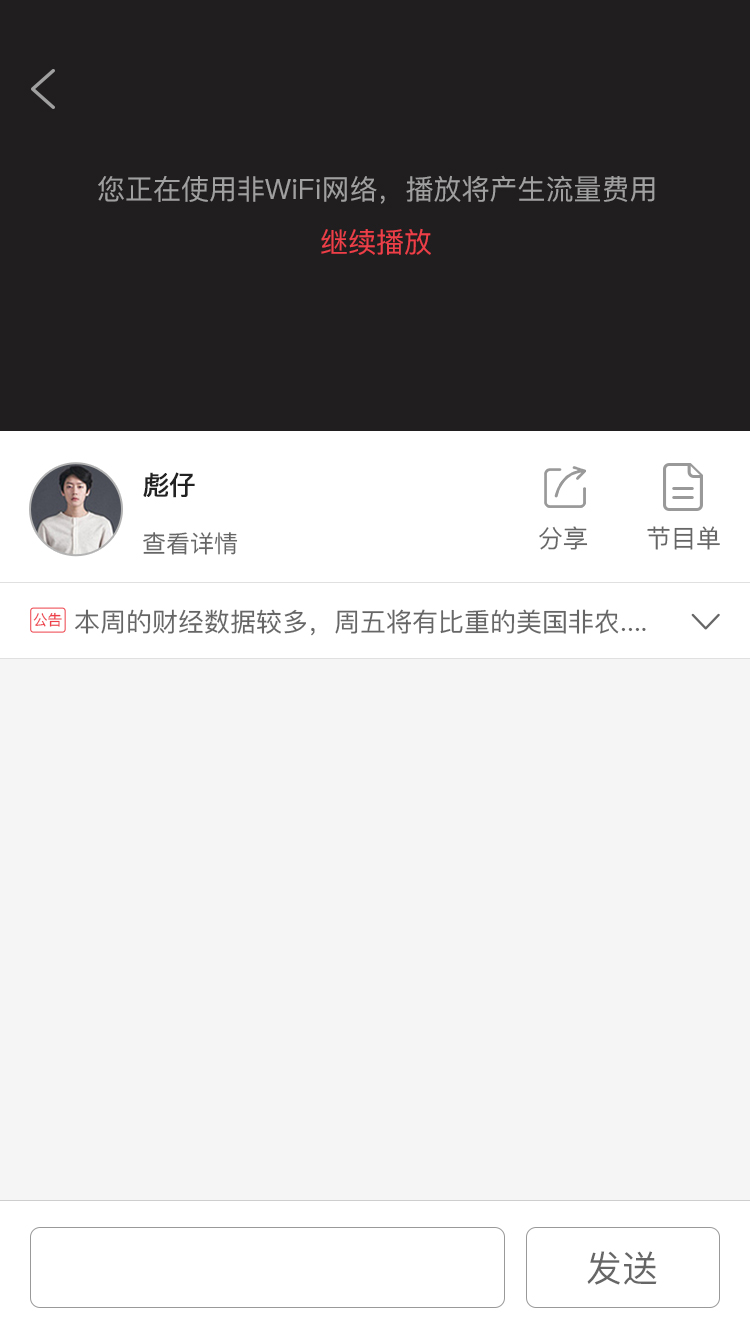 您正在使用非WiFi网络，播放将产生流量费用
继续播放
彪仔
查看详情
分享
节目单
公告 本周的财经数据较多，周五将有比重的美国非农....
发送